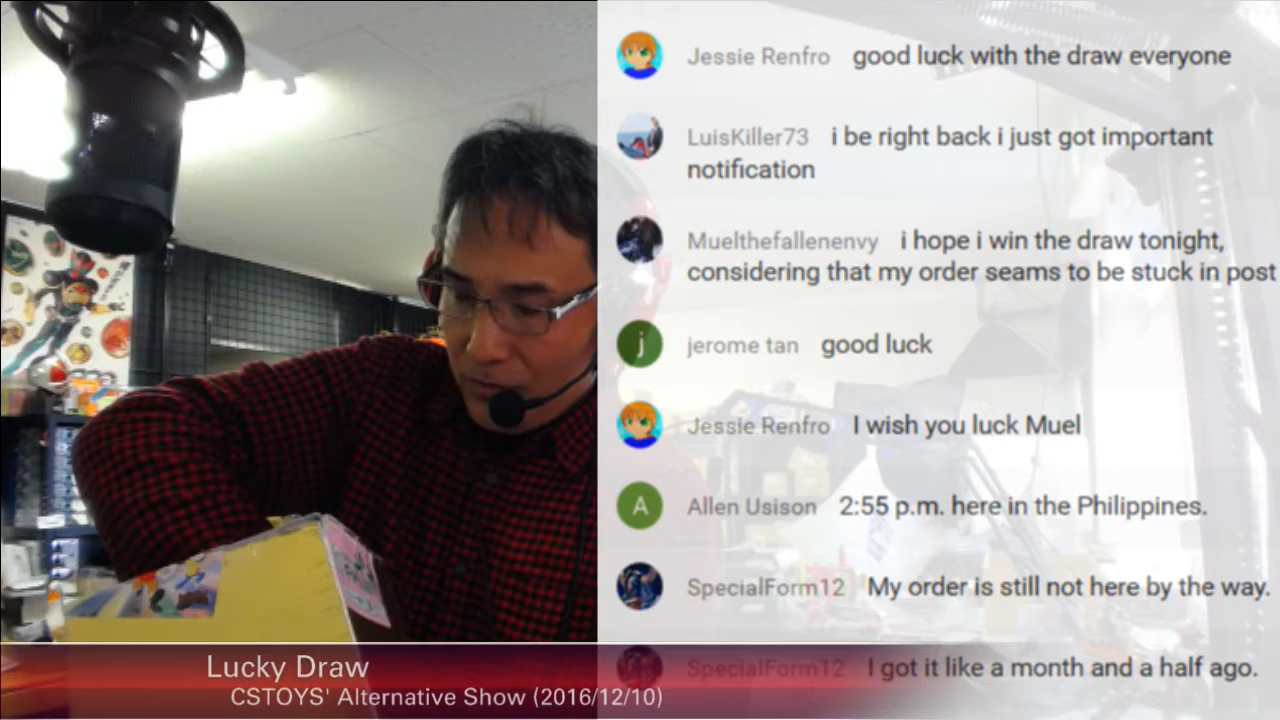 Jessie Renfro good luck with the draw everyone
LuisKiller73 i be right back i just got important
notification
Muelthefallenenvy i hope i win the draw tonight,
considering that my order seams to be stuck in post
j jerome tan good luck
Jessie Renfro I wish you luck Muel
A Allen Usison 2:55 p.m. here in the Philippines.
SpecialForm12 My order is still not here by the way.
SpecialForm12 I got it like a month and a half ago.
Lucky Draw
CSTOYS' Alternative Show (2016/12/10)